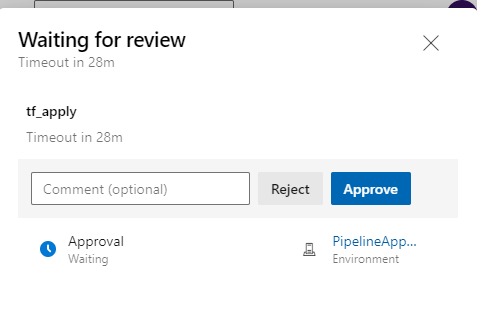 Waiting for review
Timeout in 28m
tf_apply
Timeout in 28m
Comment (optional)
Reject
Approve
Approval
Waiting
PipelineApp...
Environment